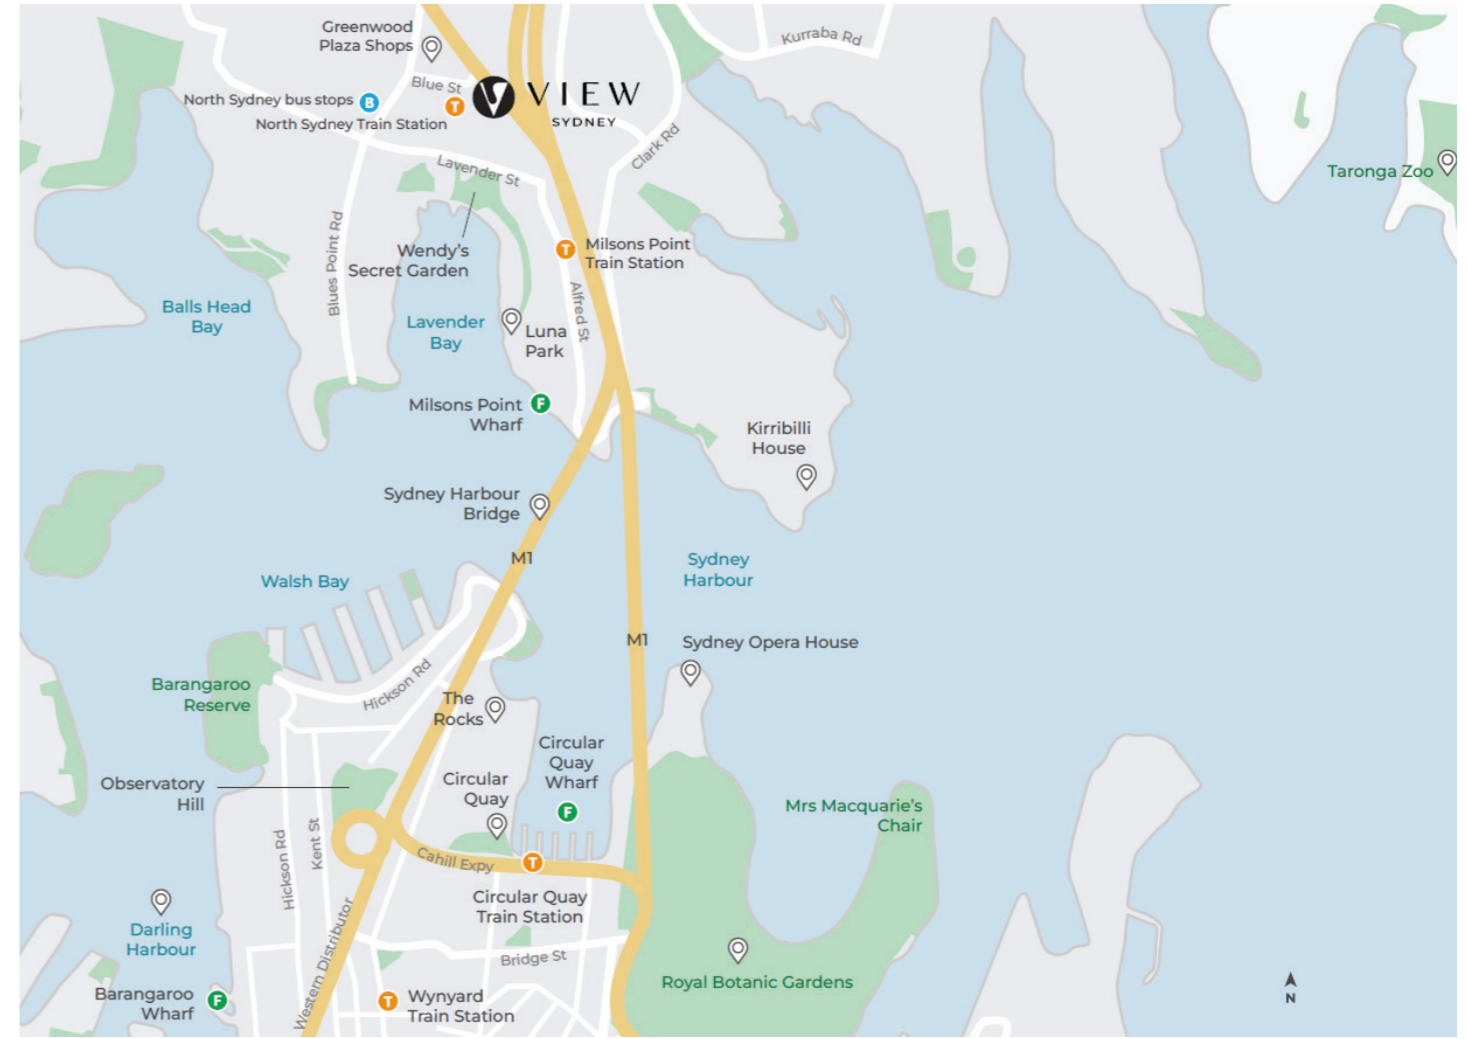 Greenwood
Plaza Shops
Kurraba Rd
Blue St
VIEW
SYDNEY
North Sydney bus stops
B
T
North Sydney Train Station
Clark Rd
Lavender St
Taronga Zoo
Blues Point Rd
Wendy's
Secret Garden
T
Milsons Point
Train Station
Balls Head
Bay
Lavender
Bay
Alfred St
Luna
Park
Milsons Point
Wharf
F
Kirribilli
House
Sydney Harbour
Bridge
M1
Sydney
Harbour
Walsh Bay
M1
Sydney Opera House
Barangaroo
Reserve
Hickson Rd
The
Rocks
Circular
Quay
Wharf
F
Observatory
Hill
Circular
Quay
Mrs Macquarie's
Chair
Hickson Rd
Kent St
Cahill Expy
T
Circular Quay
Train Station
Darling
Harbour
Western Distributor
Bridge St
Royal Botanic Gardens
Barangaroo
Wharf
F
T
Wynyard
Train Station
N